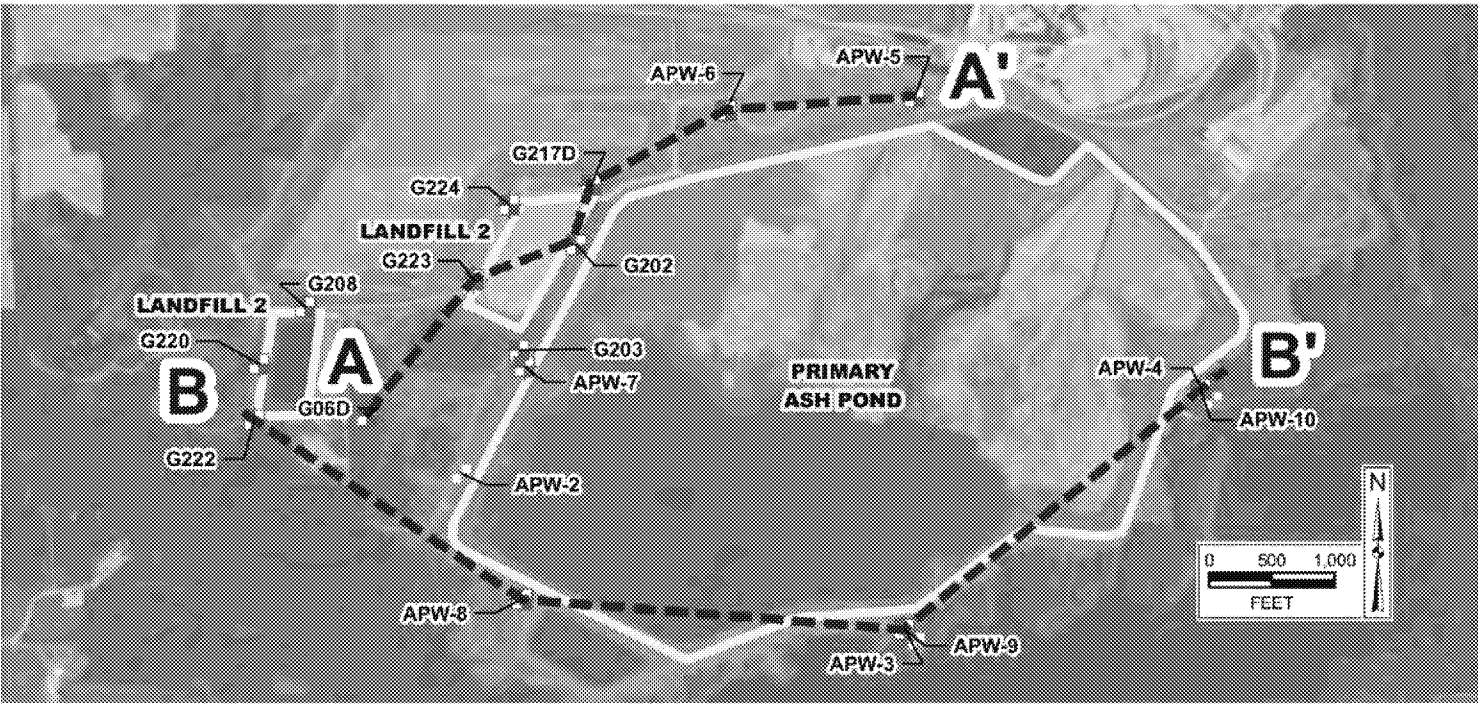 APW-5
A'
APW-6
G217D
G224
LANDFILL 2
G223
G202
G208
LANDFILL 2
G220
A
G203
B'
B
APW-7
PRIMARY
ASH POND
APW-4
G06D
APW-10
G222
APW-2
N
0 500 1,000
FEET
APW-8
APW-9
APW-3